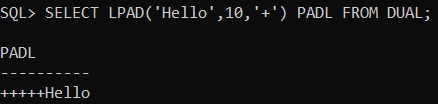 SQL> SELECT LPAD('Hello',10,'+') PADL FROM DUAL;
PADL
----------
+++++Hello